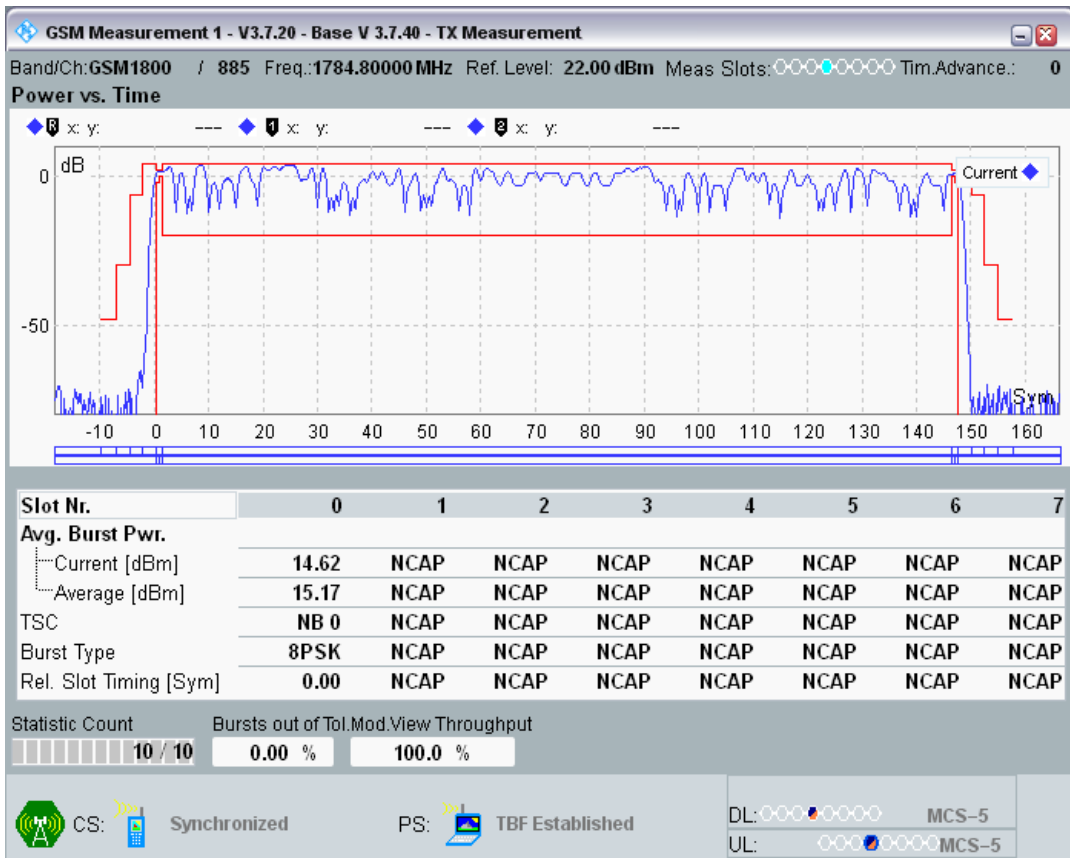 GSM Measurement 1 - V3.7.20 - Base V 3.7.40 - TX Measurement
Band/Ch:GSM1800 / 885 Freq.:1784.80000 MHz Ref. Level: 22.00 dBm Meas Slots: Tim.Advance.: 0
Power vs. Time
R x: y: --- 1 x: y: --- 2 x: y: ---
dB
Current
0
-50
Sym
-10 0 10 20 30 40 50 60 70 80 90 100 110 120 130 140 150 160
Slot Nr. 0 1 2 3 4 5 6 7
Avg. Burst Pwr.
Current [dBm] 14.62 NCAP NCAP NCAP NCAP NCAP NCAP NCAP
Average [dBm] 15.17 NCAP NCAP NCAP NCAP NCAP NCAP NCAP
TSC NB 0 NCAP NCAP NCAP NCAP NCAP NCAP NCAP
Burst Type 8PSK NCAP NCAP NCAP NCAP NCAP NCAP NCAP
Rel. Slot Timing [Sym] 0.00 NCAP NCAP NCAP NCAP NCAP NCAP NCAP
Statistic Count Bursts out of Tol.Mod.View Throughput
10 / 10 0.00 % 100.0 %
CS: Synchronized PS: TBF Established
DL: MCS-5
UL: MCS-5